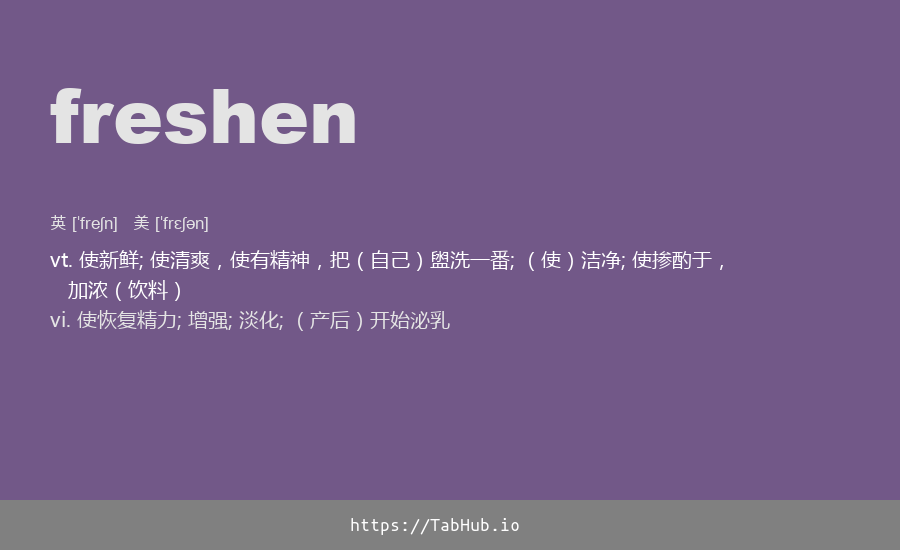 freshen
英 ['freʃn] 美 ['frɛʃən]
vt. 使新鲜; 使清爽，使有精神，把（自己）盥洗一番; （使）洁净; 使掺酌于，
加浓（饮料）
vi. 使恢复精力; 增强; 淡化; （产后）开始泌乳
https://TabHub.io